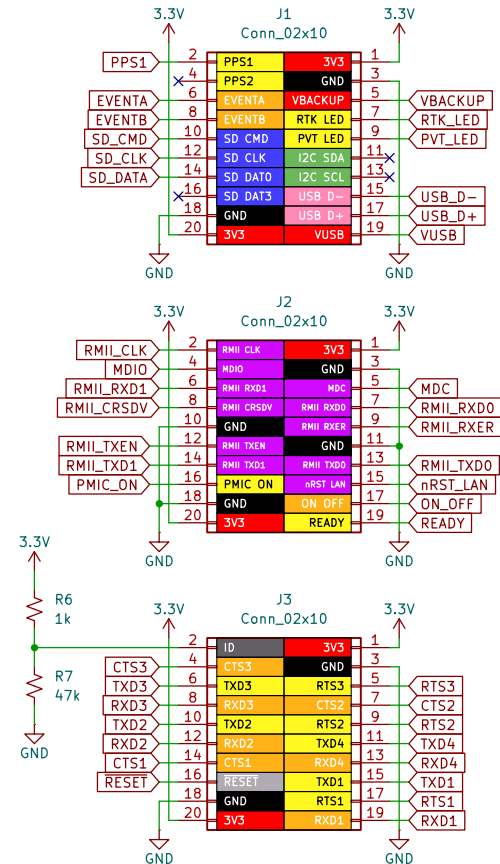 J1
3.3V Conn_02x10 3.3V
PPS1 2 PPS1 3V3 1
4 PPS2 GND 3
EVENTA 6 EVENTA VBACKUP 5 VBACKUP
EVENTB 8 EVENTB RTK LED 7 RTK_LED
SD_CMD 10 SD CMD PVT LED 9 PVT_LED
SD_CLK 12 SD CLK I2C SDA 11
SD_DATA 14 SD DAT0 I2C SCL 13
16 SD DAT3 USB D- 15 USB_D-
18 GND USB D+ 17 USB_D+
20 3V3 VUSB 19 VUSB
GND GND
J2
3.3V Conn_02x10 3.3V
RMII_CLK 2 RMII CLK 3V3 1
MDIO 4 MDIO GND 3
RMII_RXD1 6 RMII RXD1 MDC 5 MDC
RMII_CRSDV 8 RMII CRSDV RMII RXD0 7 RMII_RXD0
10 GND RMII RXER 9 RMII_RXER
RMII_TXEN 12 RMII TXEN GND 11
RMII_TXD1 14 RMII TXD1 RMII TXD0 13 RMII_TXD0
PMIC_ON 16 PMIC ON nRST LAN 15 nRST_LAN
18 GND ON OFF 17 ON_OFF
20 3V3 READY 19 READY
GND GND
3.3V
R6
1k
R7
47k
GND
J3
3.3V Conn_02x10 3.3V
2 ID 3V3 1
CTS3 4 CTS3 GND 3
TXD3 6 TXD3 RTS3 5 RTS3
RXD3 8 RXD3 CTS2 7 CTS2
TXD2 10 TXD2 RTS2 9 RTS2
RXD2 12 RXD2 TXD4 11 TXD4
CTS1 14 CTS1 RXD4 13 RXD4
RESET 16 RESET TXD1 15 TXD1
18 GND RTS1 17 RTS1
20 3V3 RXD1 19 RXD1
GND GND